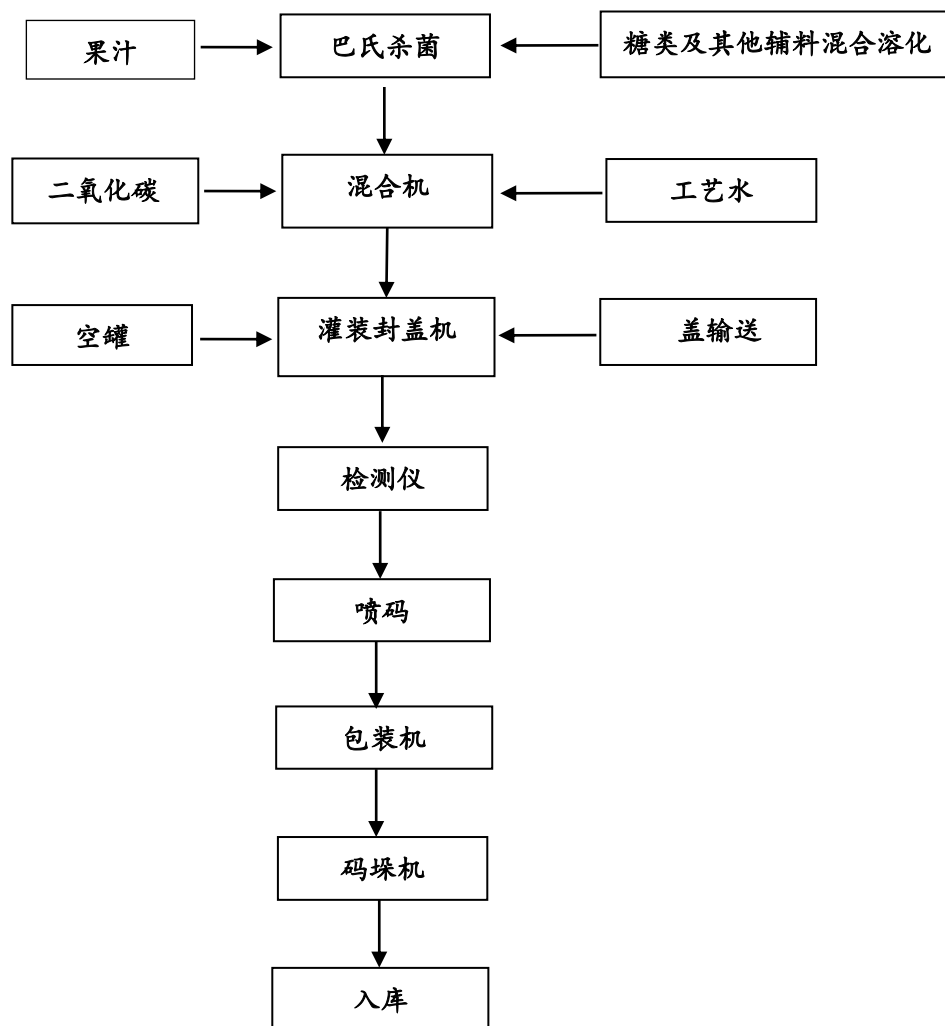 果汁
巴氏杀菌
糖类及其他辅料混合溶化
二氧化碳
混合机
工艺水
空罐
灌装封盖机
盖输送
检测仪
喷码
包装机
码垛机
入库